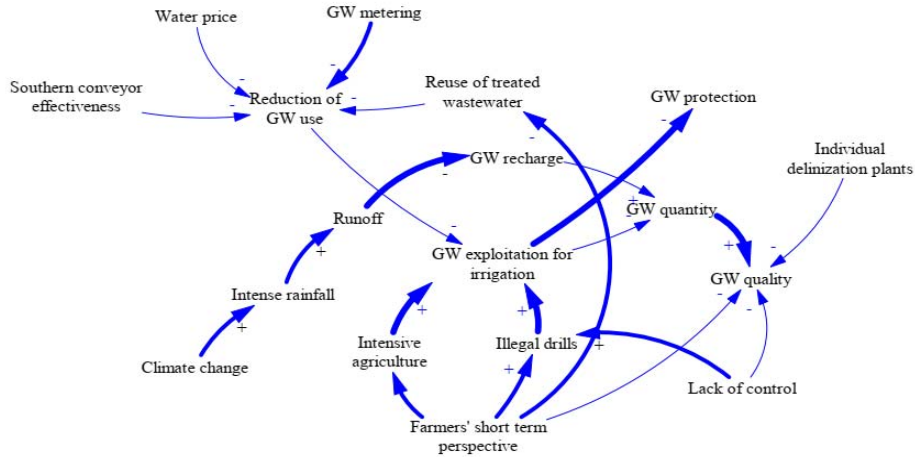 Water price
GW metering
Southern conveyor
effectiveness
Reduction of
GW use
Reuse of treated
wastewater
GW protection
GW recharge
Individual
delinization plants
Runoff
GW quantity
GW exploitation for
irrigation
GW quality
Intense rainfall
Climate change
Intensive
agriculture
Illegal drills
Lack of control
Farmers' short term
perspective
-
-
-
-
-
-
-
-
+
-
+
-
+
-
-
+
+
+
+
+